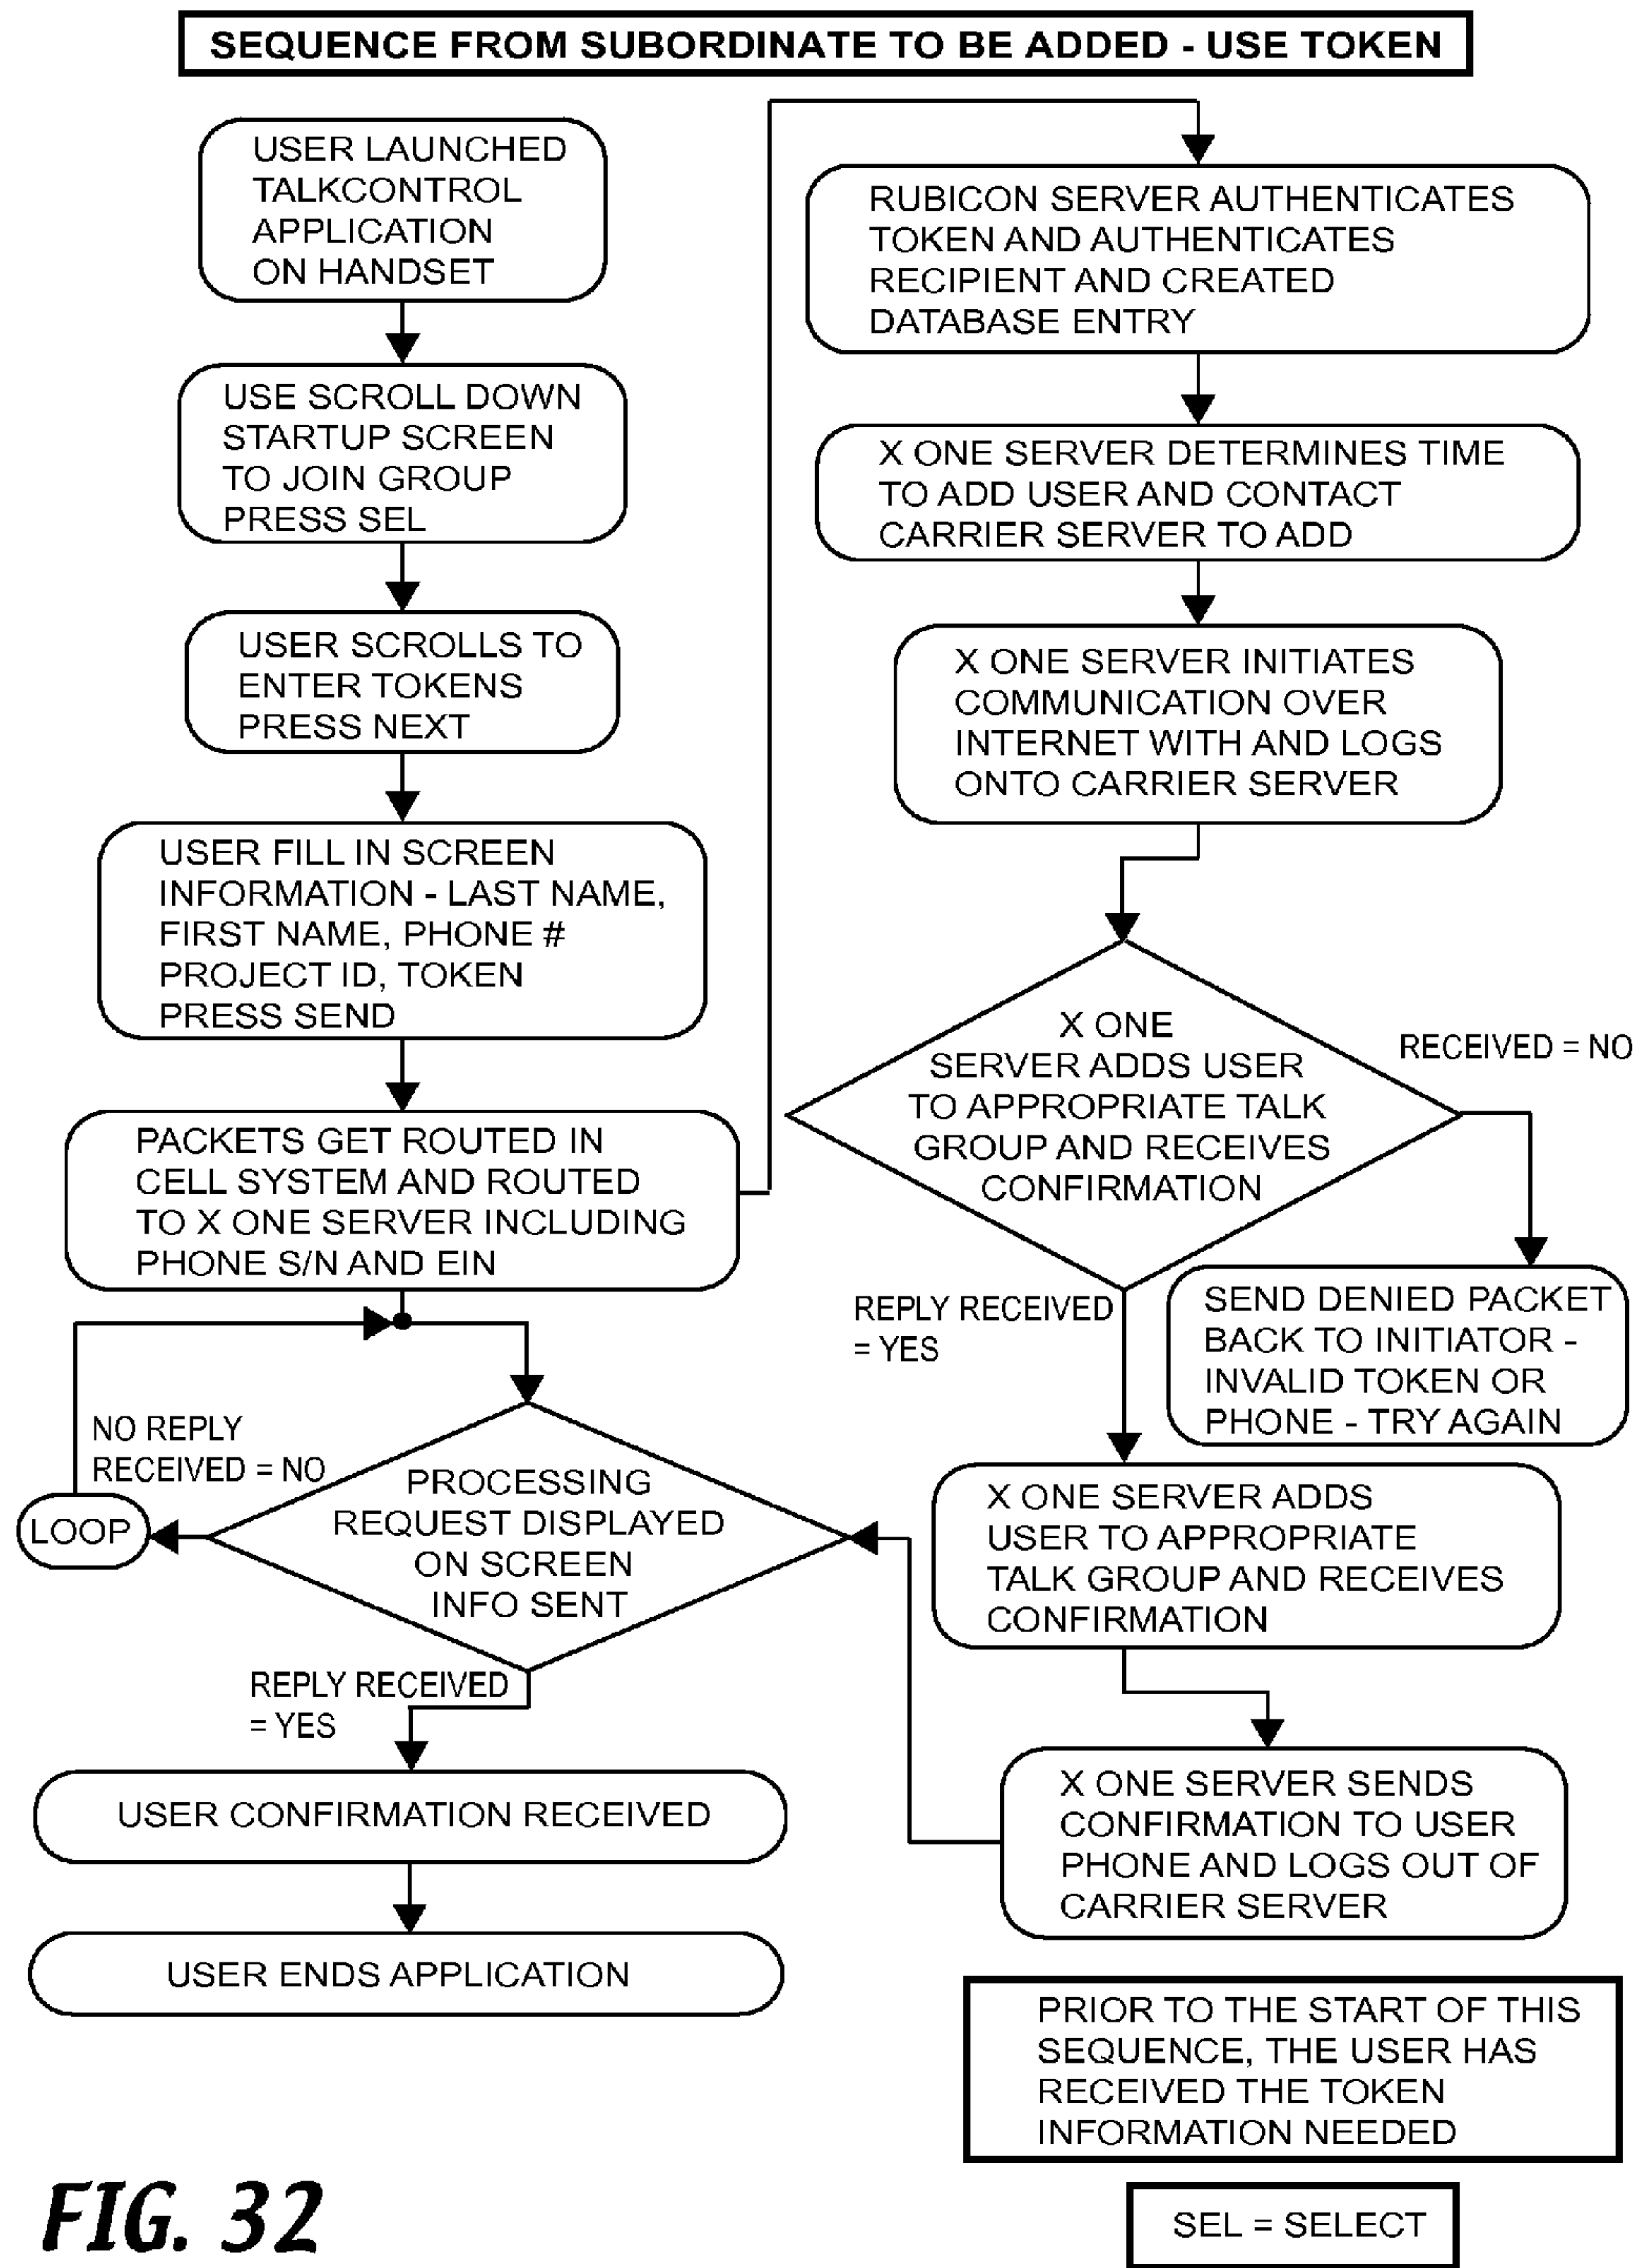 SEQUENCE FROM SUBORDINATE TO BE ADDED - USE TOKEN
USER LAUNCHED
TALKCONTROL
APPLICATION
ON HANDSET
USE SCROLL DOWN
STARTUP SCREEN
TO JOIN GROUP
PRESS SEL
USER SCROLLS TO
ENTER TOKENS
PRESS NEXT
USER FILL IN SCREEN
INFORMATION - LAST NAME,
FIRST NAME, PHONE #
PROJECT ID, TOKEN
PRESS SEND
PACKETS GET ROUTED IN
CELL SYSTEM AND ROUTED
TO X ONE SERVER INCLUDING
PHONE S/N AND EIN
NO REPLY
RECEIVED = NO
LOOP
PROCESSING
REQUEST DISPLAYED
ON SCREEN
INFO SENT
REPLY RECEIVED
= YES
USER CONFIRMATION RECEIVED
USER ENDS APPLICATION
RUBICON SERVER AUTHENTICATES
TOKEN AND AUTHENTICATES
RECIPIENT AND CREATED
DATABASE ENTRY
X ONE SERVER DETERMINES TIME
TO ADD USER AND CONTACT
CARRIER SERVER TO ADD
X ONE SERVER INITIATES
COMMUNICATION OVER
INTERNET WITH AND LOGS
ONTO CARRIER SERVER
X ONE
SERVER ADDS USER
TO APPROPRIATE TALK
GROUP AND RECEIVES
CONFIRMATION
RECEIVED = NO
SEND DENIED PACKET
BACK TO INITIATOR -
INVALID TOKEN OR
PHONE - TRY AGAIN
REPLY RECEIVED
= YES
X ONE SERVER ADDS
USER TO APPROPRIATE
TALK GROUP AND RECEIVES
CONFIRMATION
X ONE SERVER SENDS
CONFIRMATION TO USER
PHONE AND LOGS OUT OF
CARRIER SERVER
PRIOR TO THE START OF THIS
SEQUENCE, THE USER HAS
RECEIVED THE TOKEN
INFORMATION NEEDED
SEL = SELECT
FIG. 32